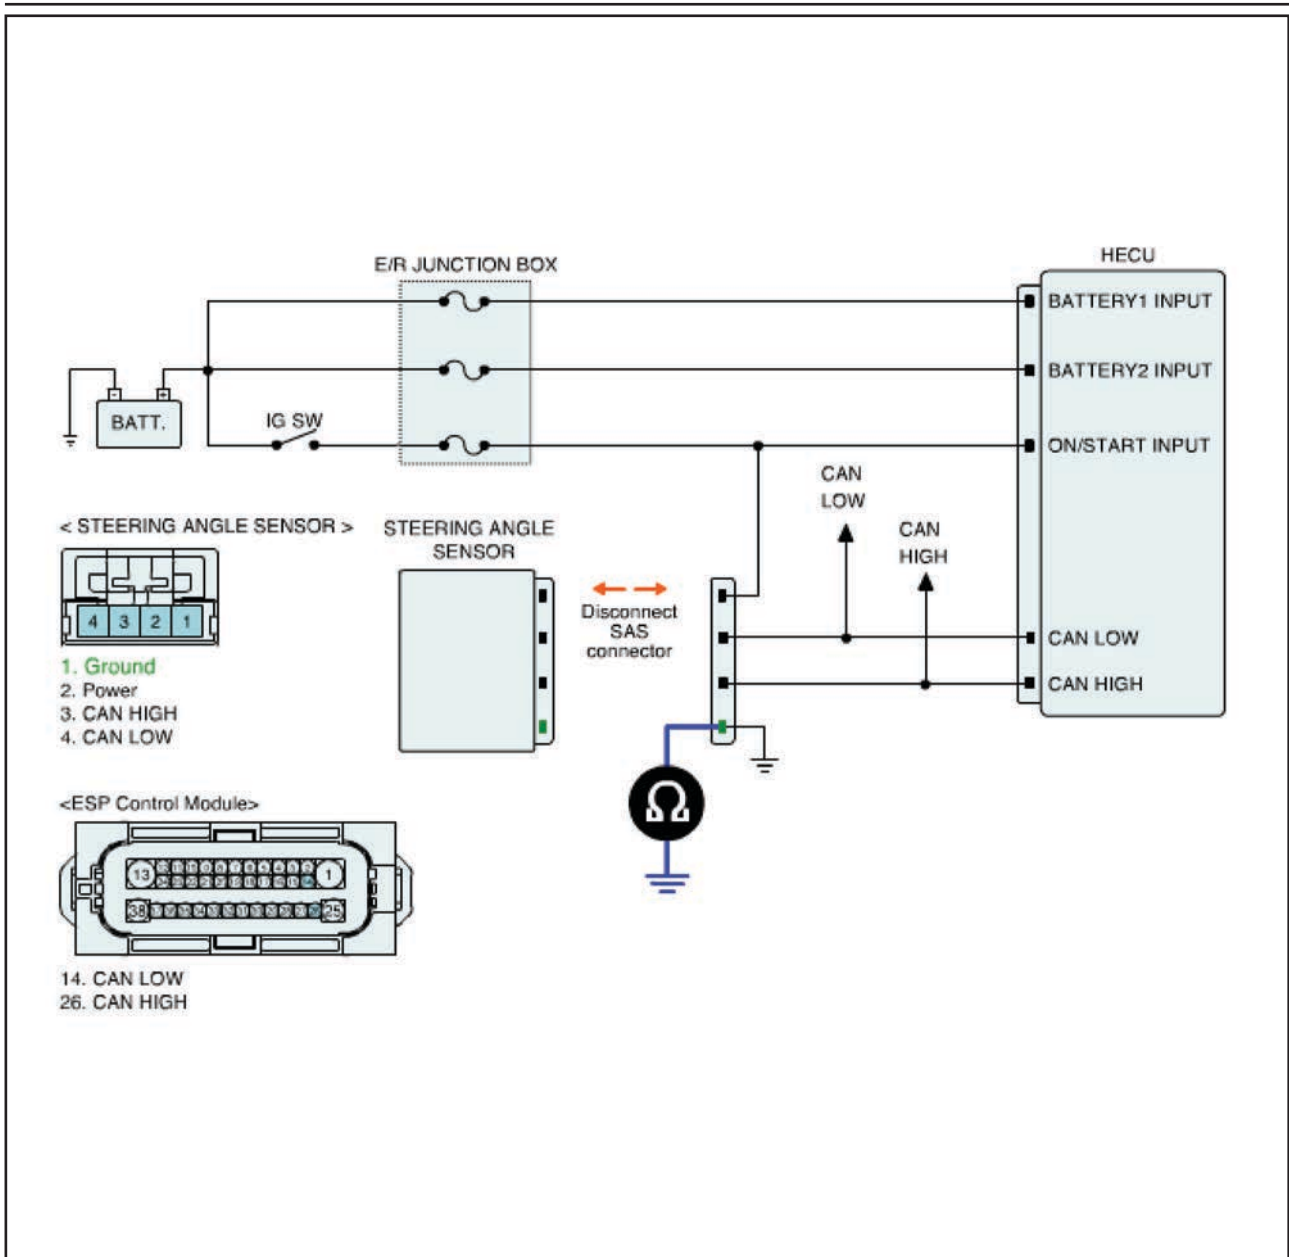 HECU
E/R JUNCTION BOX
BATTERY1 INPUT
BATTERY2 INPUT
- +
BATT.
IG SW
ON/START INPUT
CAN
LOW
CAN
HIGH
< STEERING ANGLE SENSOR >
STEERING ANGLE
SENSOR
Disconnect
SAS
connector
4 3 2 1
CAN LOW
CAN HIGH
1. Ground
2. Power
3. CAN HIGH
4. CAN LOW
Ω
<ESP Control Module>
13 1
38 25
14. CAN LOW
26. CAN HIGH